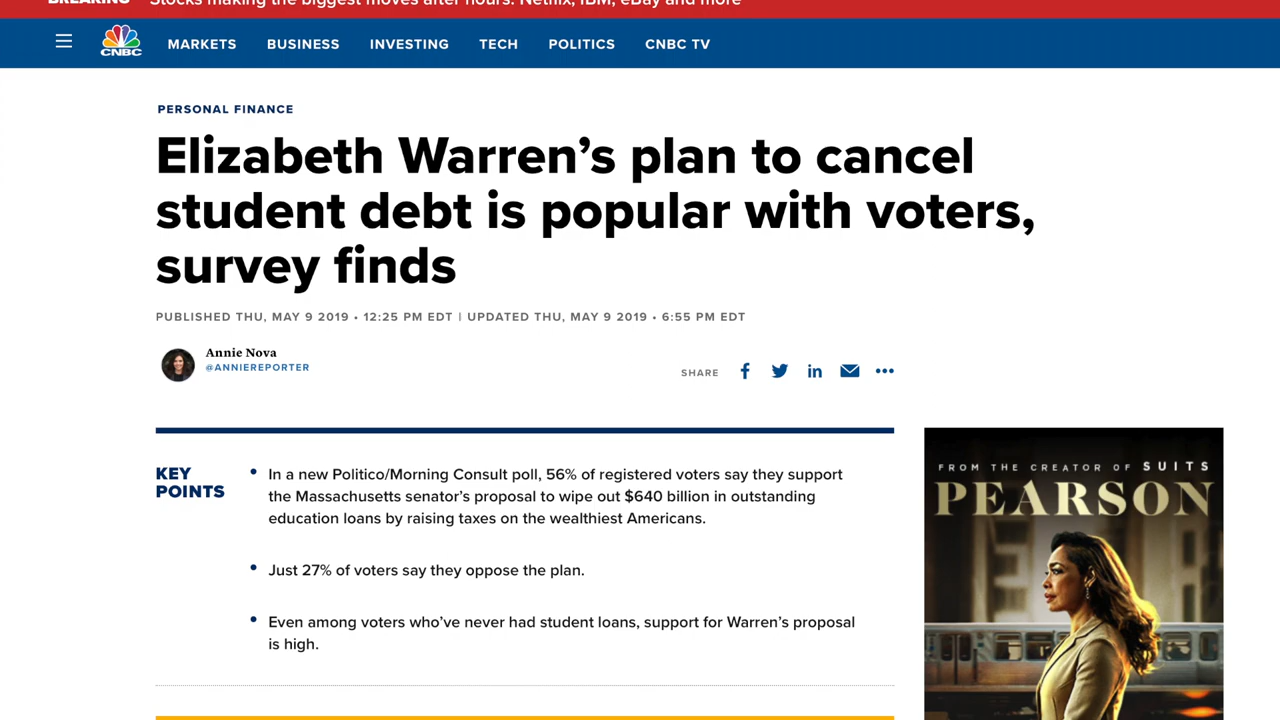 BREAKING Stocks making the biggest moves after hours: Netflix, IBM, eBay and more
CNBC MARKETS BUSINESS INVESTING TECH POLITICS CNBC TV
PERSONAL FINANCE
Elizabeth Warren’s plan to cancel
student debt is popular with voters,
survey finds
PUBLISHED THU, MAY 9 2019 • 12:25 PM EDT | UPDATED THU, MAY 9 2019 • 6:55 PM EDT
Annie Nova
@ANNIEREPORTER
SHARE
KEY
POINTS
• In a new Politico/Morning Consult poll, 56% of registered voters say they support
the Massachusetts senator’s proposal to wipe out $640 billion in outstanding
education loans by raising taxes on the wealthiest Americans.
• Just 27% of voters say they oppose the plan.
• Even among voters who’ve never had student loans, support for Warren’s proposal
is high.
FROM THE CREATOR OF SUITS
PEARSON